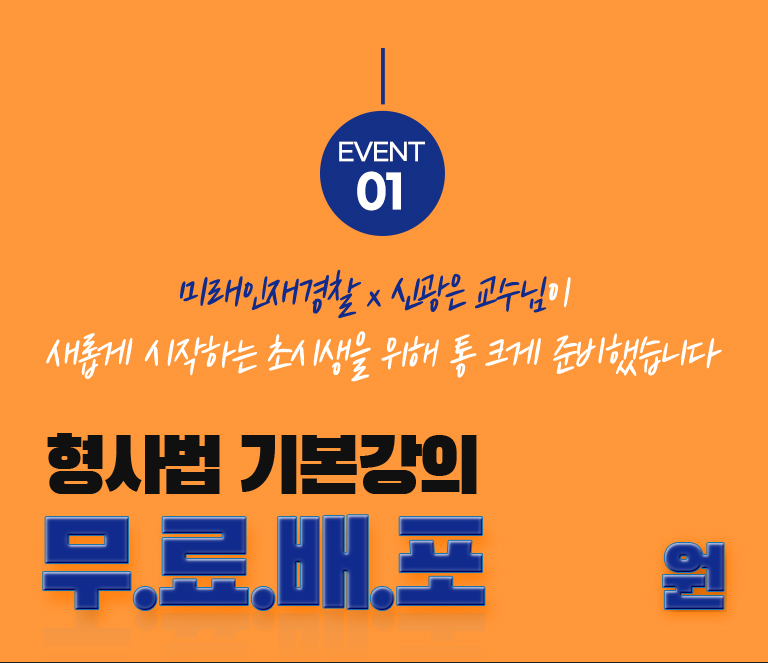 EVENT
01
미래인재경찰 x 신광은 교수님이
새롭게 시작하는 초시생을 위해 통 크게 준비했습니다
형사법 기본강의
무.료.배.포 원